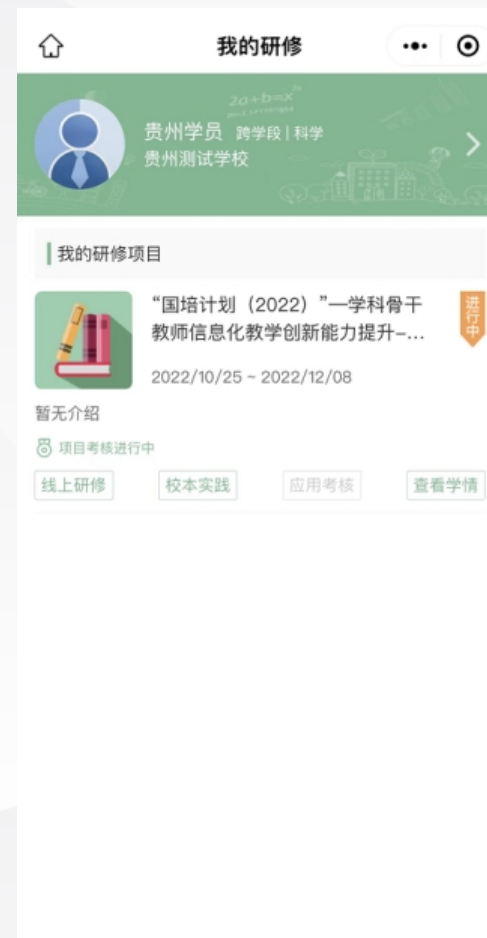 我的研修
2a+b=x
贵州学员 跨学段 | 科学
贵州测试学校
我的研修项目
“国培计划（2022）”—学科骨干
教师信息化教学创新能力提升-...
进行中
2022/10/25 ~ 2022/12/08
暂无介绍
项目考核进行中
线上研修 校本实践 应用考核 查看学情